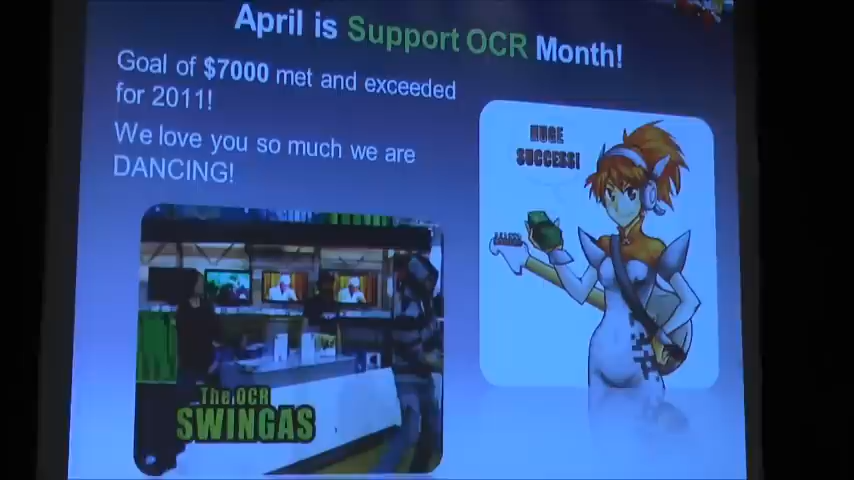 April is Support OCR Month!
Goal of $7000 met and exceeded
for 2011!
We love you so much we are
DANCING!
HUGE
SUCCESS!
The OCR
SWINGAS